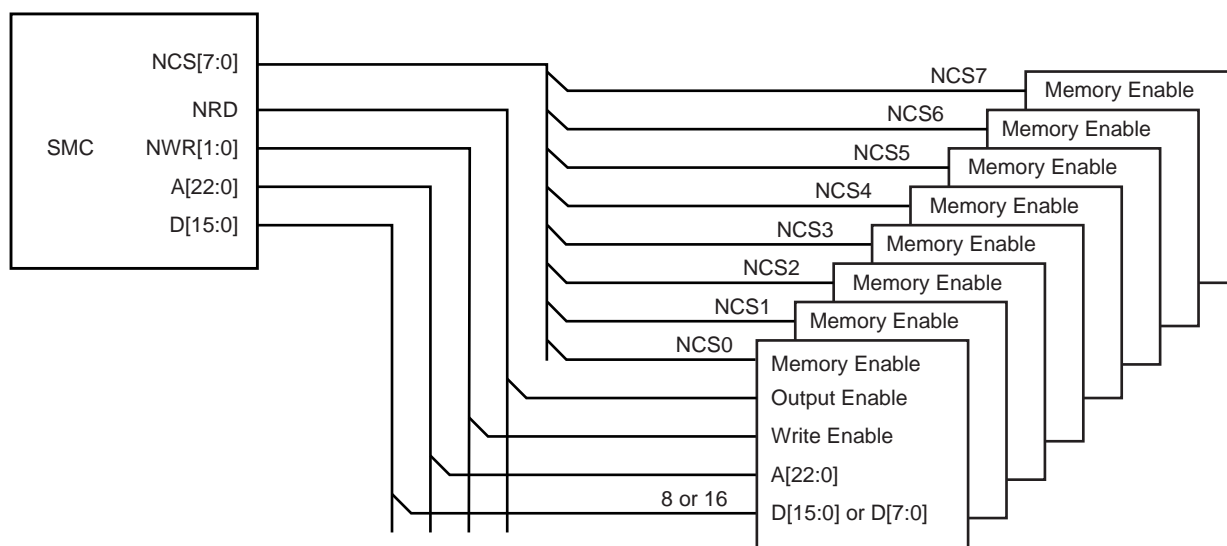 NCS[7:0]
NRD
SMC
NWR[1:0]
A[22:0]
D[15:0]
NCS7
Memory Enable
NCS6
Memory Enable
NCS5
Memory Enable
NCS4
Memory Enable
NCS3
Memory Enable
NCS2
Memory Enable
NCS1
Memory Enable
NCS0
Memory Enable
Output Enable
Write Enable
A[22:0]
8 or 16
D[15:0] or D[7:0]